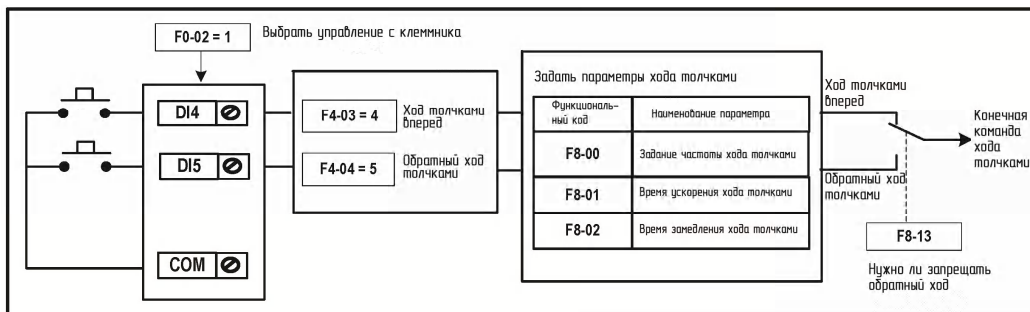 F0-02 = 1
Выбрать управление с клеммника
DI4
DI5
COM
F4-03 = 4
Ход толчками
вперед
F4-04 = 5
Обратный ход
толчками
Задать параметры хода толчками
Функциональ-
ный код
Наименование параметра
F8-00
Задание частоты хода толчками
F8-01
Время ускорения хода толчками
F8-02
Время замедления хода толчками
Ход толчками
вперед
Обратный ход
толчками
Конечная
команда
хода
толчками
F8-13
Нужно ли запрещать
обратный ход